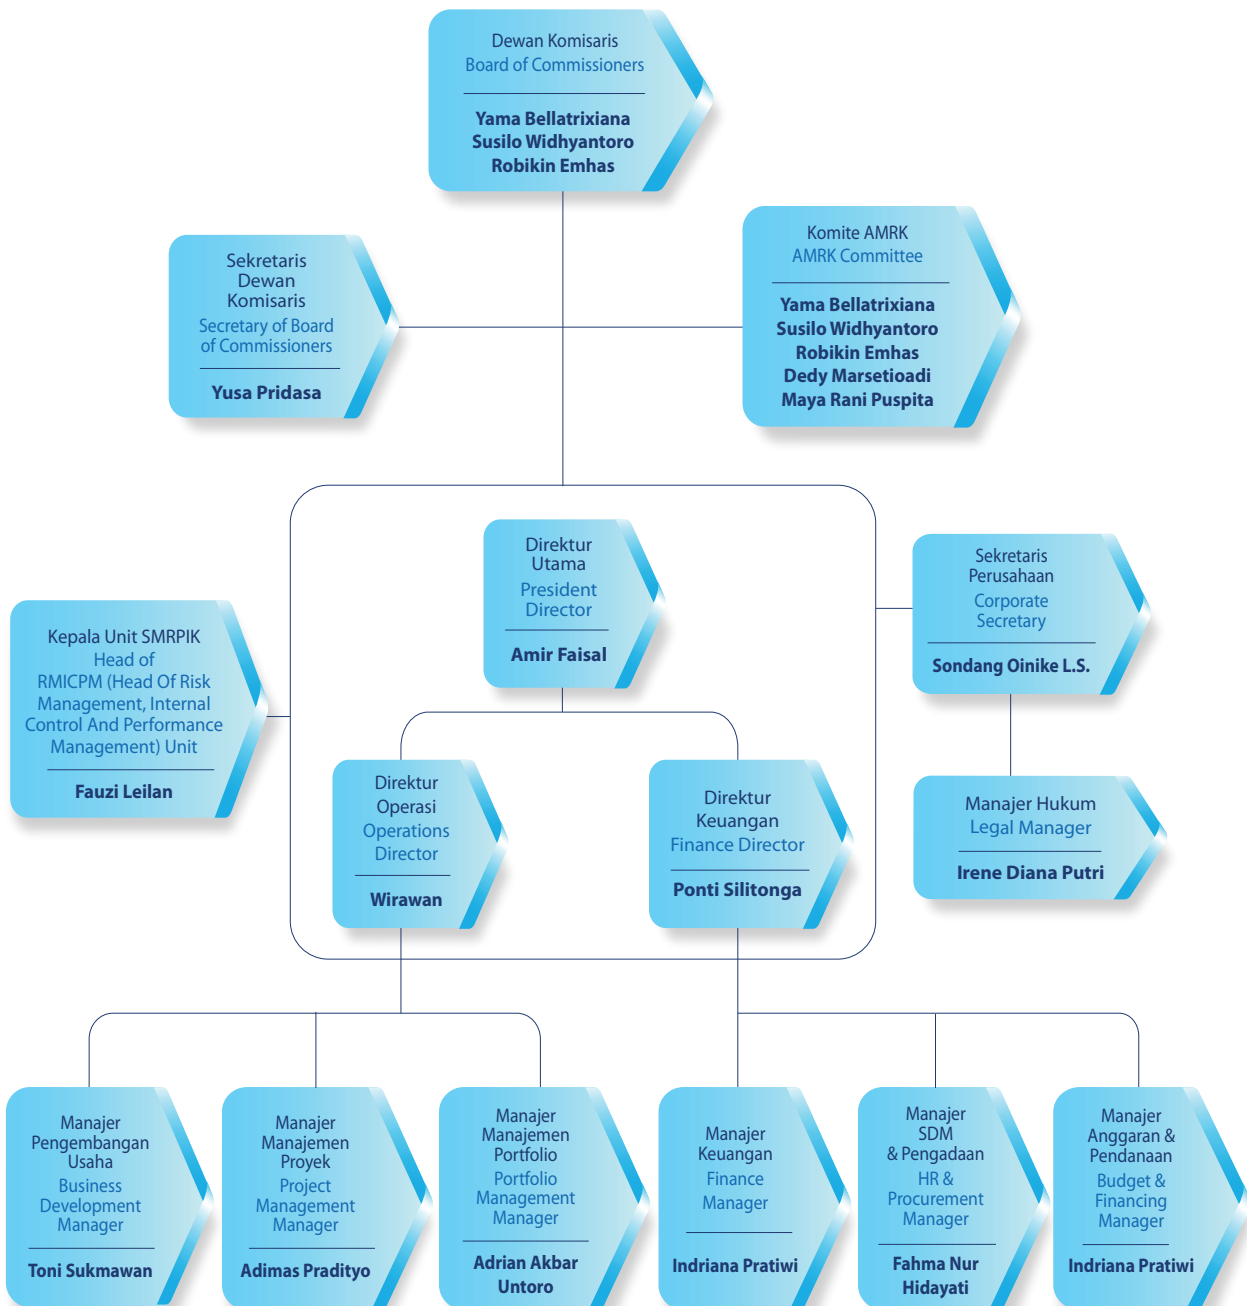 Dewan Komisaris
Board of Commissioners
Yama Bellatrixiana
Susilo Widhyantoro
Robikin Emhas
Sekretaris
Dewan
Komisaris
Secretary of Board
of Commissioners
Yusa Pridasa
Komite AMRK
AMRK Committee
Yama Bellatrixiana
Susilo Widhyantoro
Robikin Emhas
Dedy Marsetioadi
Maya Rani Puspita
Direktur
Utama
President
Director
Amir Faisal
Sekretaris
Perusahaan
Corporate
Secretary
Sondang Oinike L.S.
Kepala Unit SMRPIK
Head of
RMICPM (Head Of Risk
Management, Internal
Control And Performance
Management) Unit
Fauzi Leilan
Direktur
Operasi
Operations
Director
Wirawan
Direktur
Keuangan
Finance Director
Ponti Silitonga
Manajer Hukum
Legal Manager
Irene Diana Putri
Manajer
Pengembangan
Usaha
Business
Development
Manager
Toni Sukmawan
Manajer
Manajemen
Proyek
Project
Management
Manager
Adimas Pradityo
Manajer
Manajemen
Portfolio
Portfolio
Management
Manager
Adrian Akbar
Untoro
Manajer
Keuangan
Finance
Manager
Indriana Pratiwi
Manajer
SDM
& Pengadaan
HR &
Procurement
Manager
Fahma Nur
Hidayati
Manajer
Anggaran &
Pendanaan
Budget &
Financing
Manager
Indriana Pratiwi